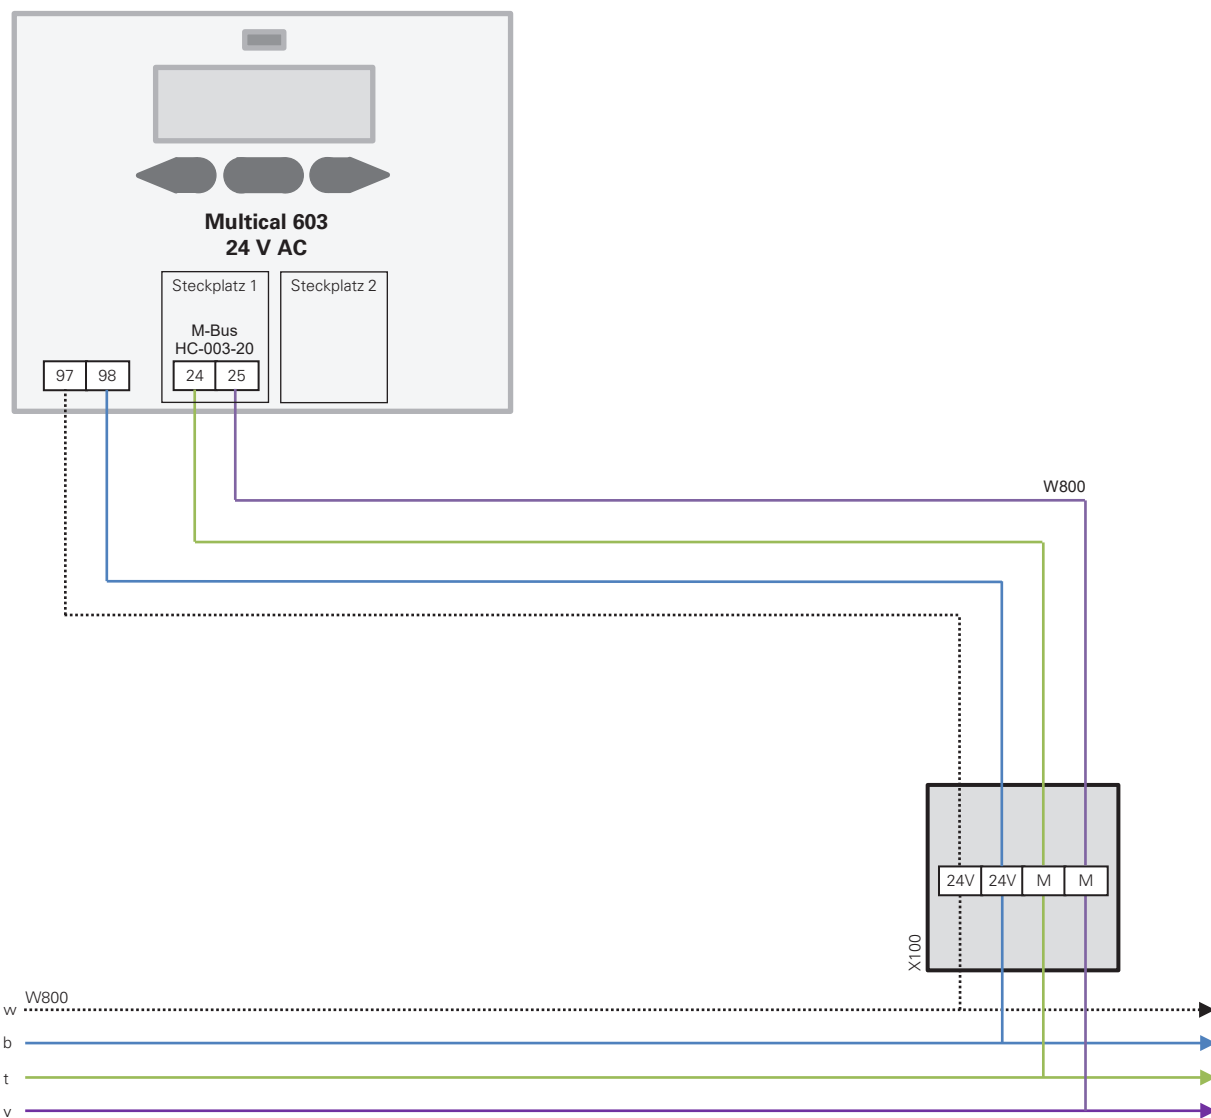 Multical 603
24 V AC
Steckplatz 1
Steckplatz 2
M-Bus
HC-003-20
97 98 24 25
W800
24V 24V M M
X100
W800
w
b
t
v